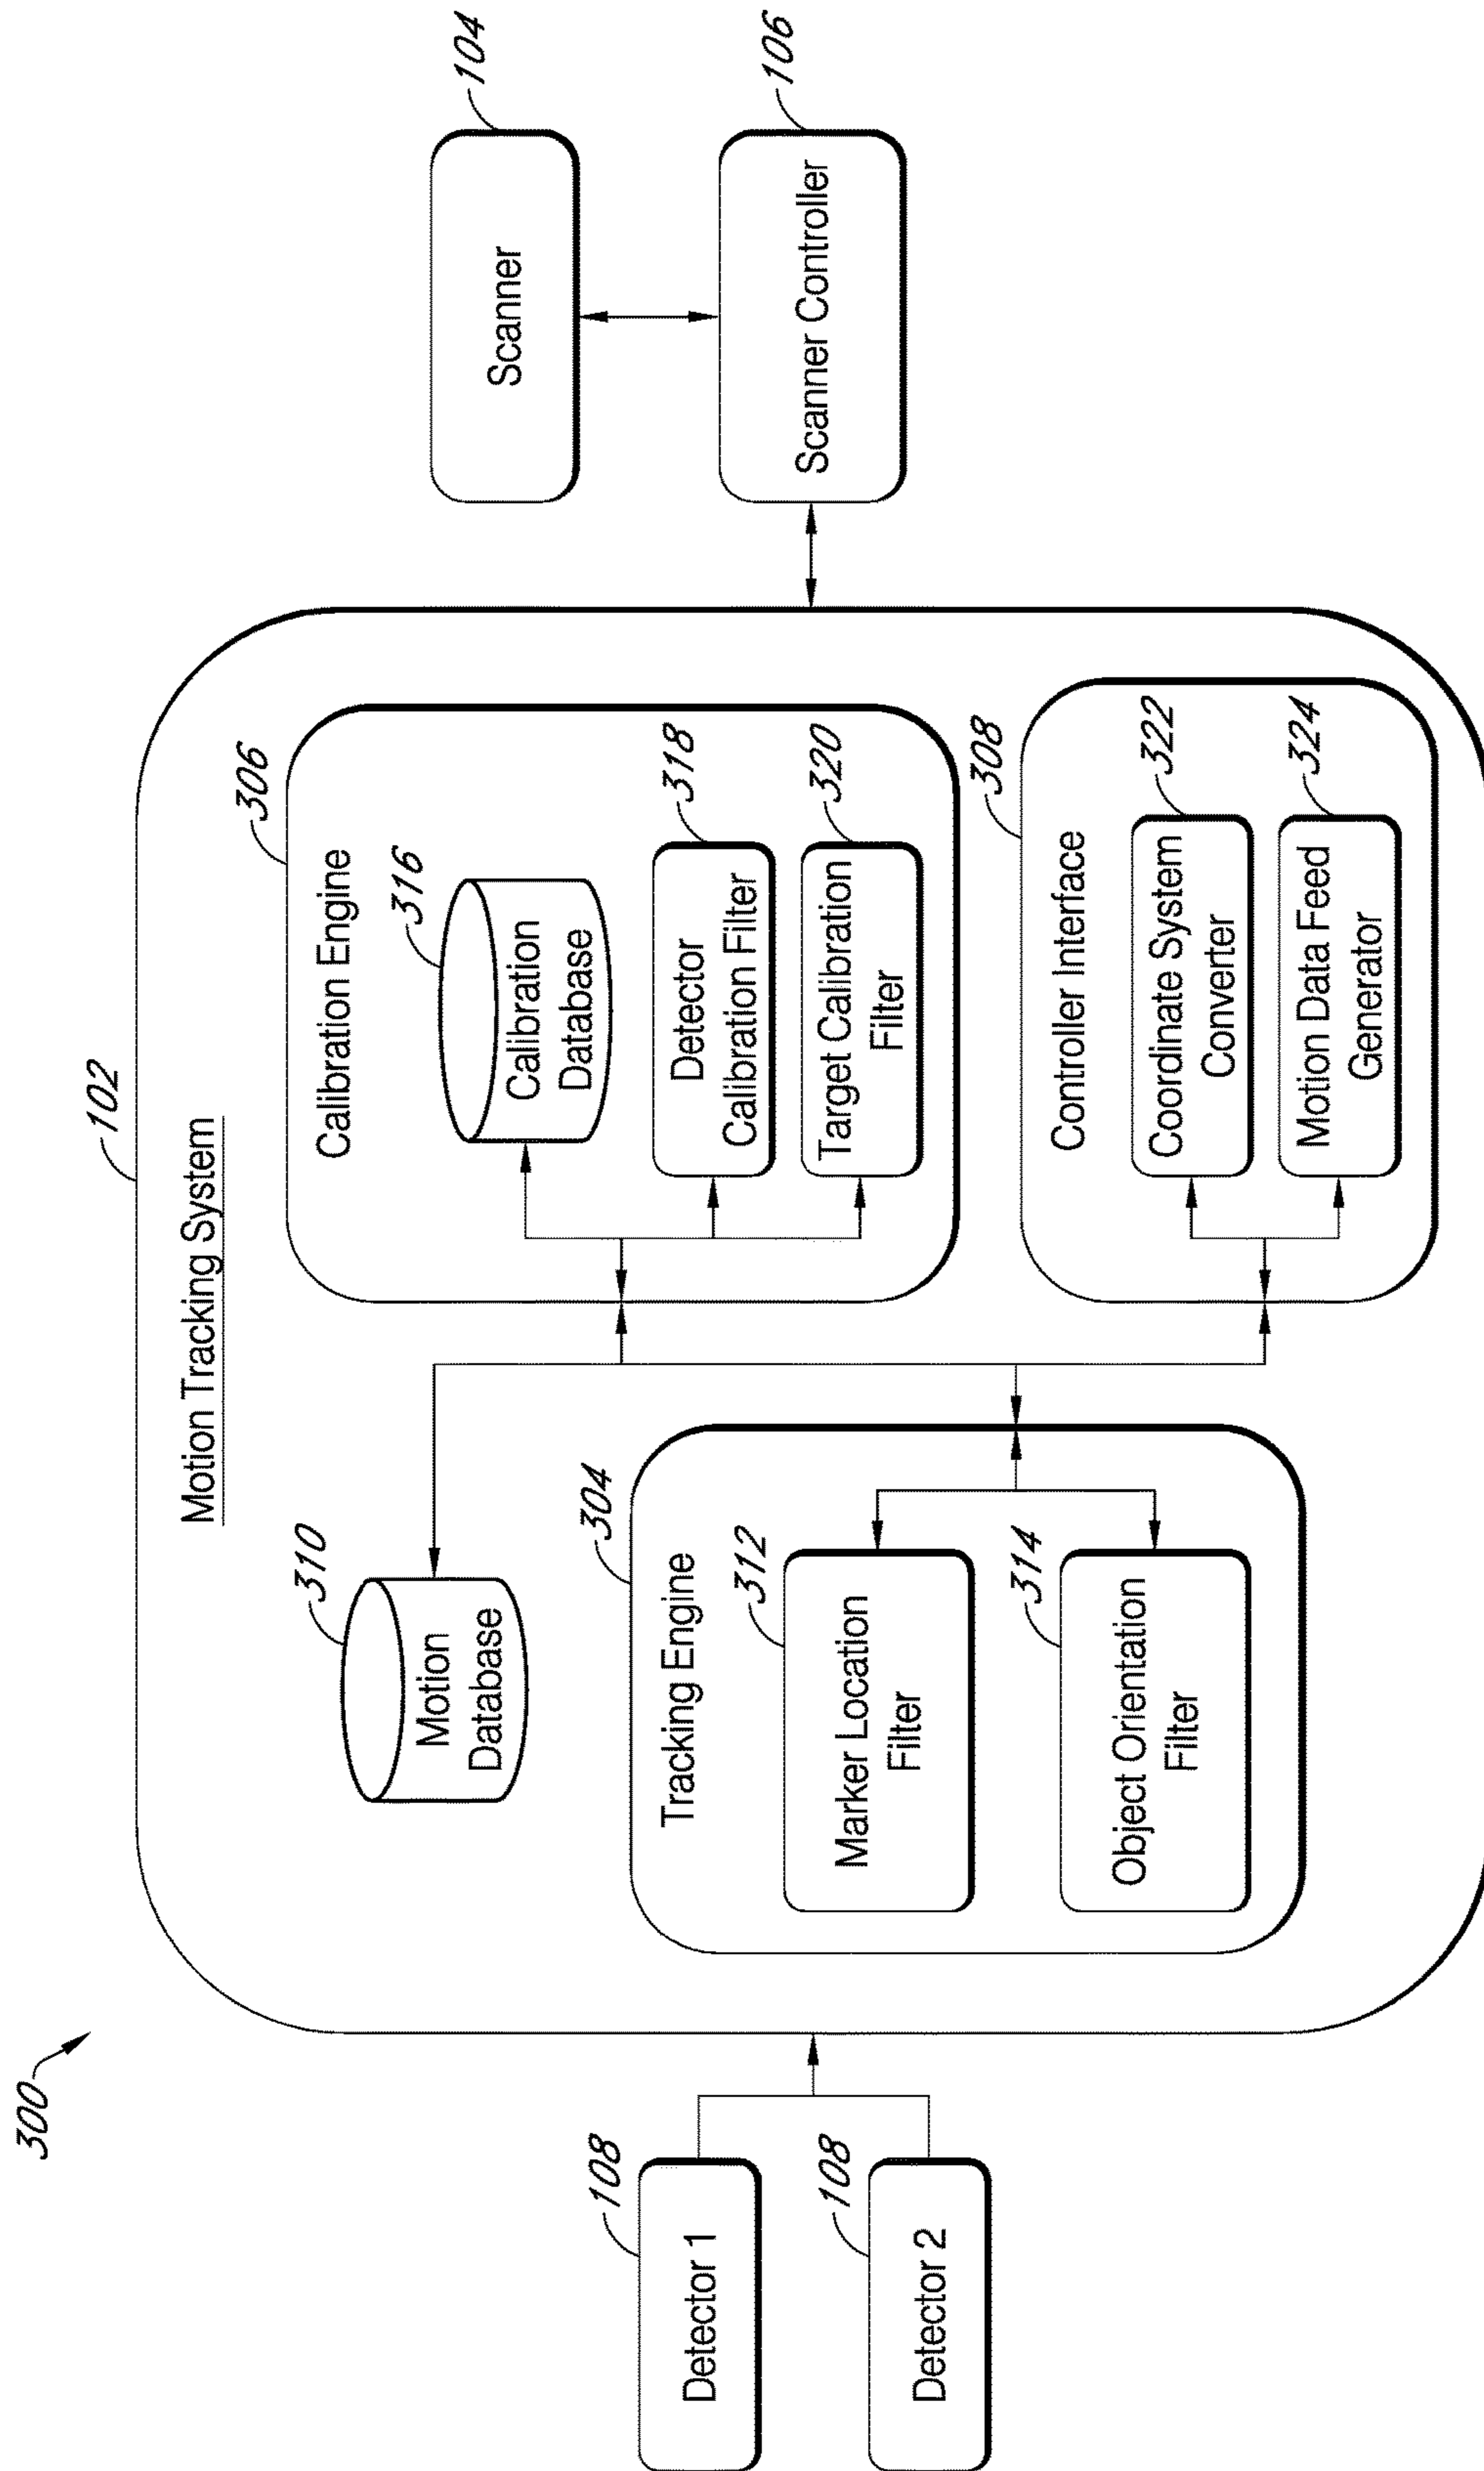 300
102
Motion Tracking System
310
Motion
Database
304
Tracking Engine
312
Marker Location
Filter
314
Object Orientation
Filter
306
Calibration Engine
316
Calibration
Database
318
Detector
Calibration Filter
320
Target Calibration
Filter
308
Controller Interface
322
Coordinate System
Converter
324
Motion Data Feed
Generator
108
Detector 1
108
Detector 2
104
Scanner
106
Scanner Controller